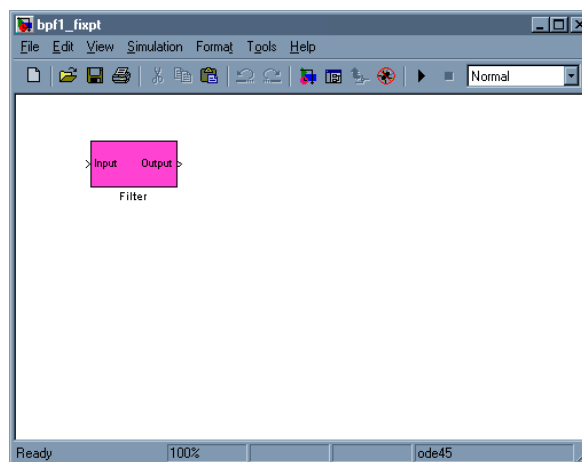 bpf1_fixpt
File Edit View Simulation Format Tools Help
Normal
Input Output
Filter
Ready 100% ode45